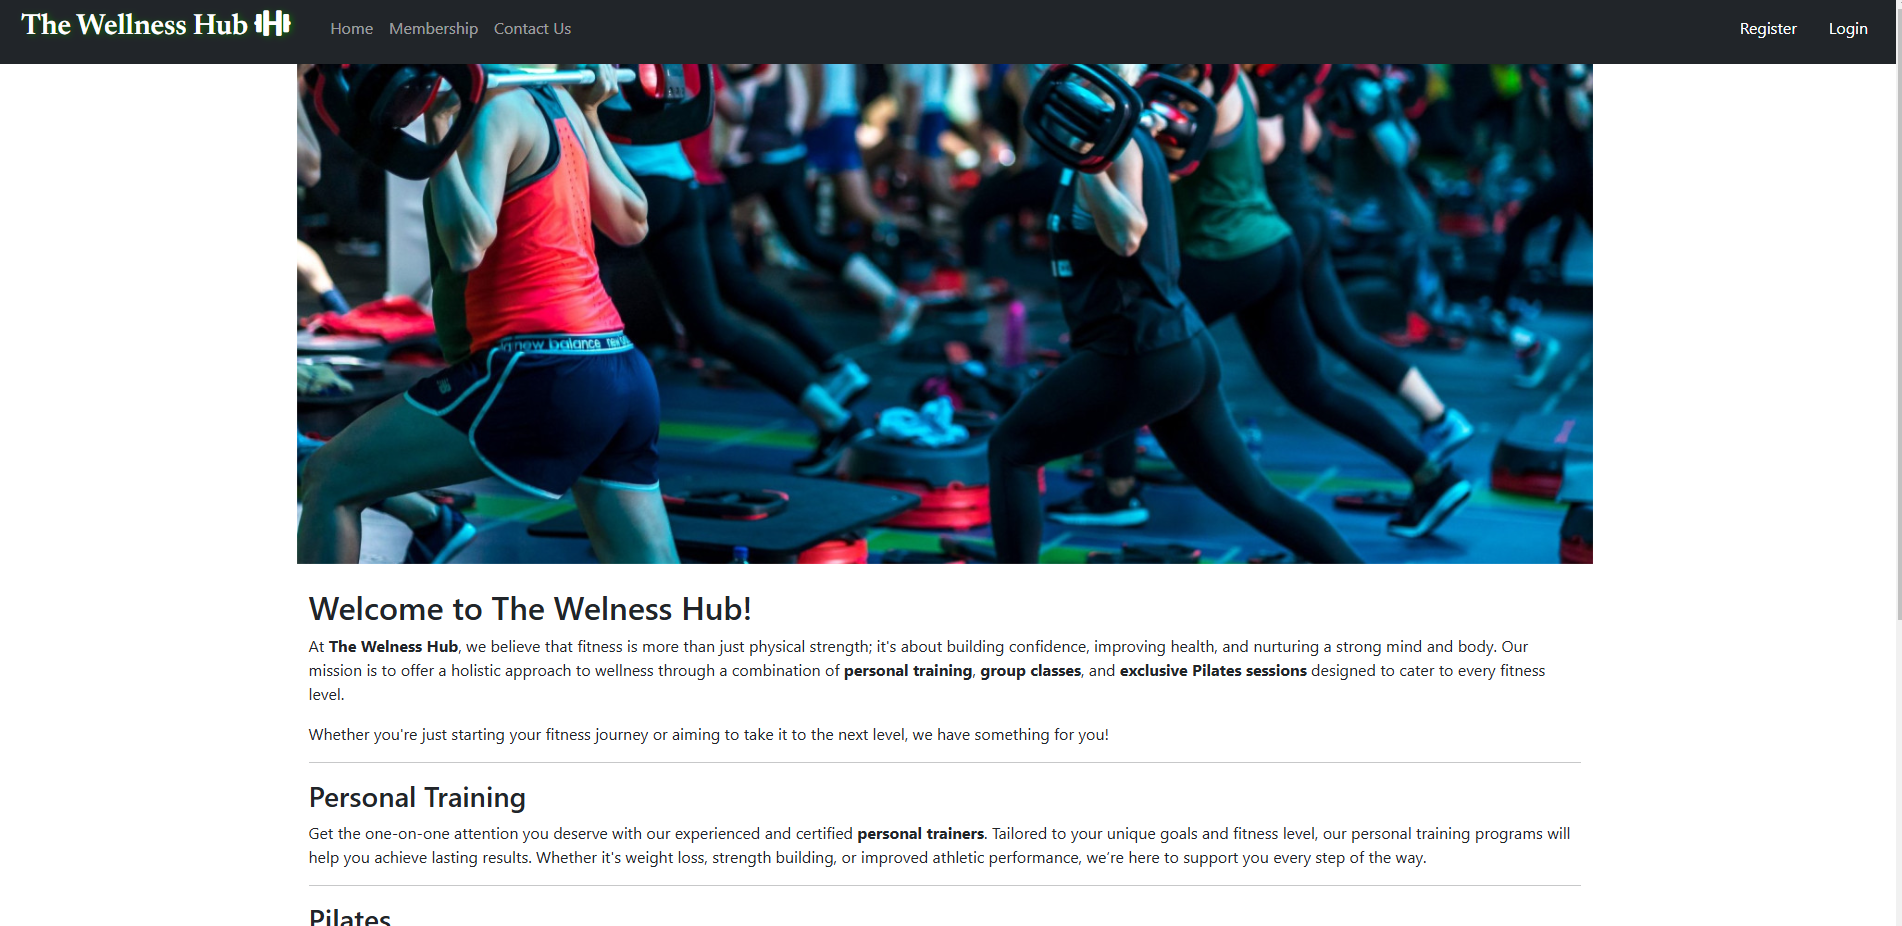 The Wellness Hub
Home Membership Contact Us
Register Login
new balance new
Welcome to The Welness Hub!
At The Welness Hub, we believe that fitness is more than just physical strength; it's about building confidence, improving health, and nurturing a strong mind and body. Our
mission is to offer a holistic approach to wellness through a combination of personal training, group classes, and exclusive Pilates sessions designed to cater to every fitness
level.
Whether you're just starting your fitness journey or aiming to take it to the next level, we have something for you!
Personal Training
Get the one-on-one attention you deserve with our experienced and certified personal trainers. Tailored to your unique goals and fitness level, our personal training programs will
help you achieve lasting results. Whether it's weight loss, strength building, or improved athletic performance, we’re here to support you every step of the way.
Pilates